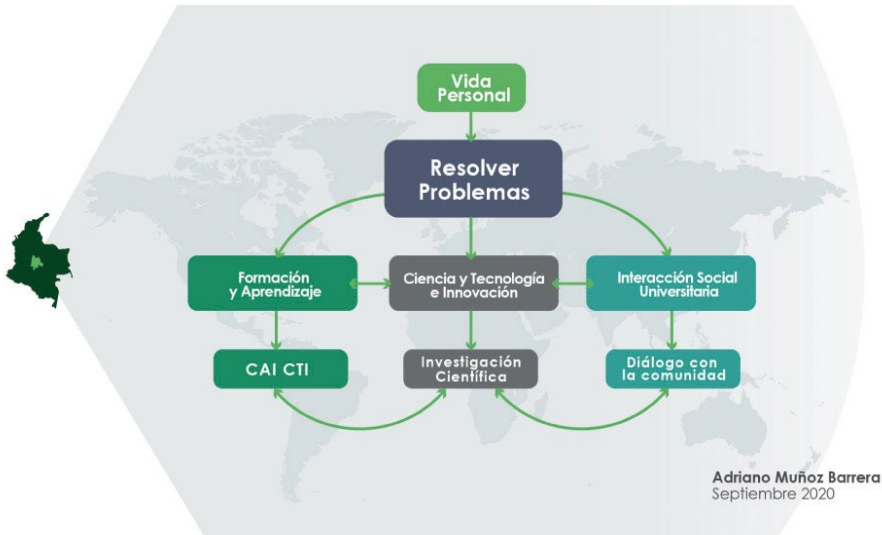 Vida
Personal
Resolver
Problemas
Formación
y Aprendizaje
Ciencia y Tecnología
e Innovación
Interacción Social
Universitaria
CAI CTI
Investigación
Científica
Diálogo con
la comunidad
Adriano Muñoz Barrera
Septiembre 2020